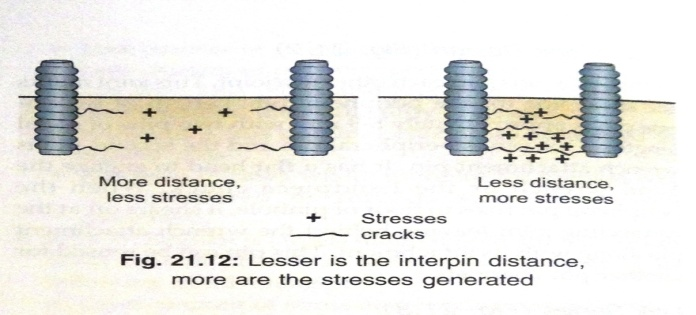 More distance,
less stresses
Less distance,
more stresses
+ Stresses
cracks
Fig. 21.12: Lesser is the interpin distance,
more are the stresses generated